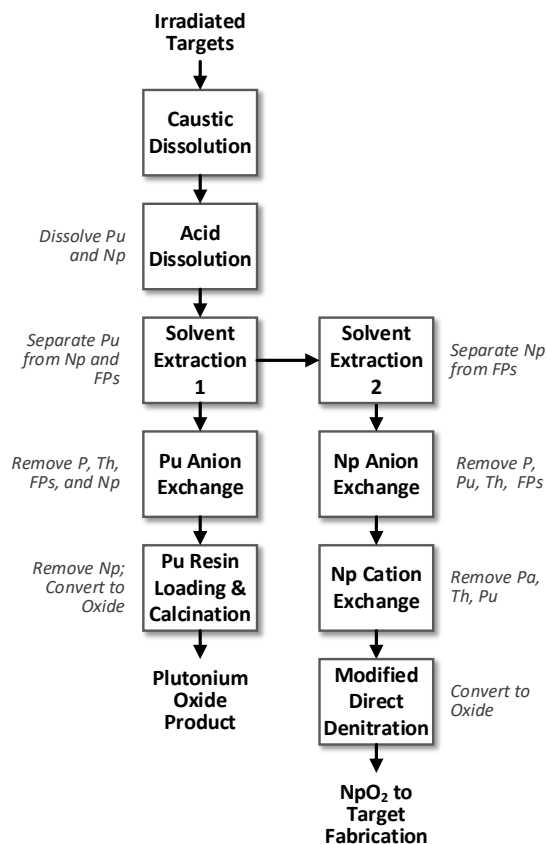 Irradiated
Targets
Caustic
Dissolution
Dissolve Pu
and Np
Acid
Dissolution
Separate Pu
from Np and
FPs
Solvent
Extraction
1
Solvent
Extraction
2
Separate Np
from FPs
Remove P, Th,
FPs, and Np
Pu Anion
Exchange
Np Anion
Exchange
Remove P,
Pu, Th, FPs
Remove Np;
Convert to
Oxide
Pu Resin
Loading &
Calcination
Np Cation
Exchange
Remove Pa,
Th, Pu
Plutonium
Oxide
Product
Modified
Direct
Denitration
Convert to
Oxide
NpO₂ to
Target
Fabrication